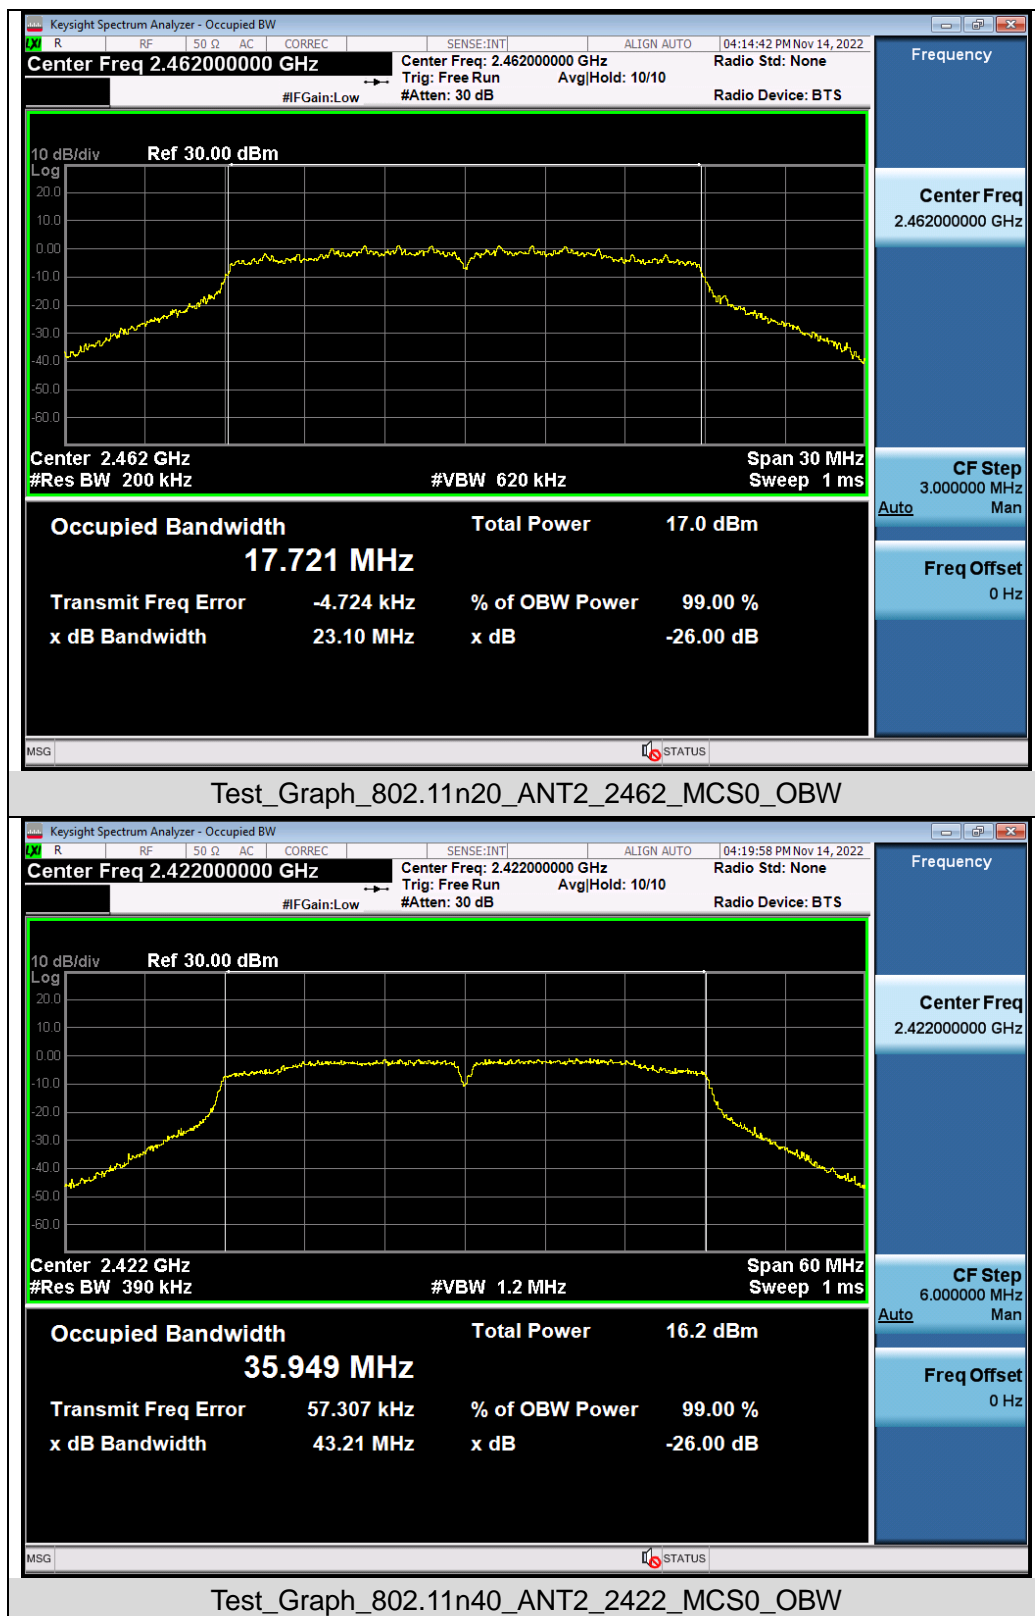 Keysight Spectrum Analyzer - Occupied BW
LXI R RF 50 Ω AC CORREC SENSE:INT ALIGN AUTO 04:14:42 PM Nov 14, 2022
Center Freq 2.462000000 GHz
Center Freq: 2.462000000 GHz Radio Std: None
Trig: Free Run Avg|Hold: 10/10
#IFGain:Low #Atten: 30 dB Radio Device: BTS
10 dB/div Ref 30.00 dBm
Log
20.0
10.0
0.00
-10.0
-20.0
-30.0
-40.0
-50.0
-60.0
Center 2.462 GHz Span 30 MHz
#Res BW 200 kHz #VBW 620 kHz Sweep 1 ms
Occupied Bandwidth Total Power 17.0 dBm
17.721 MHz
Transmit Freq Error -4.724 kHz % of OBW Power 99.00 %
x dB Bandwidth 23.10 MHz x dB -26.00 dB
MSG STATUS
Frequency
Center Freq
2.462000000 GHz
CF Step
3.000000 MHz
Auto Man
Freq Offset
0 Hz
Test_Graph_802.11n20_ANT2_2462_MCS0_OBW
Keysight Spectrum Analyzer - Occupied BW
LXI R RF 50 Ω AC CORREC SENSE:INT ALIGN AUTO 04:19:58 PM Nov 14, 2022
Center Freq 2.422000000 GHz
Center Freq: 2.422000000 GHz Radio Std: None
Trig: Free Run Avg|Hold: 10/10
#IFGain:Low #Atten: 30 dB Radio Device: BTS
10 dB/div Ref 30.00 dBm
Log
20.0
10.0
0.00
-10.0
-20.0
-30.0
-40.0
-50.0
-60.0
Center 2.422 GHz Span 60 MHz
#Res BW 390 kHz #VBW 1.2 MHz Sweep 1 ms
Occupied Bandwidth Total Power 16.2 dBm
35.949 MHz
Transmit Freq Error 57.307 kHz % of OBW Power 99.00 %
x dB Bandwidth 43.21 MHz x dB -26.00 dB
MSG STATUS
Frequency
Center Freq
2.422000000 GHz
CF Step
6.000000 MHz
Auto Man
Freq Offset
0 Hz
Test_Graph_802.11n40_ANT2_2422_MCS0_OBW